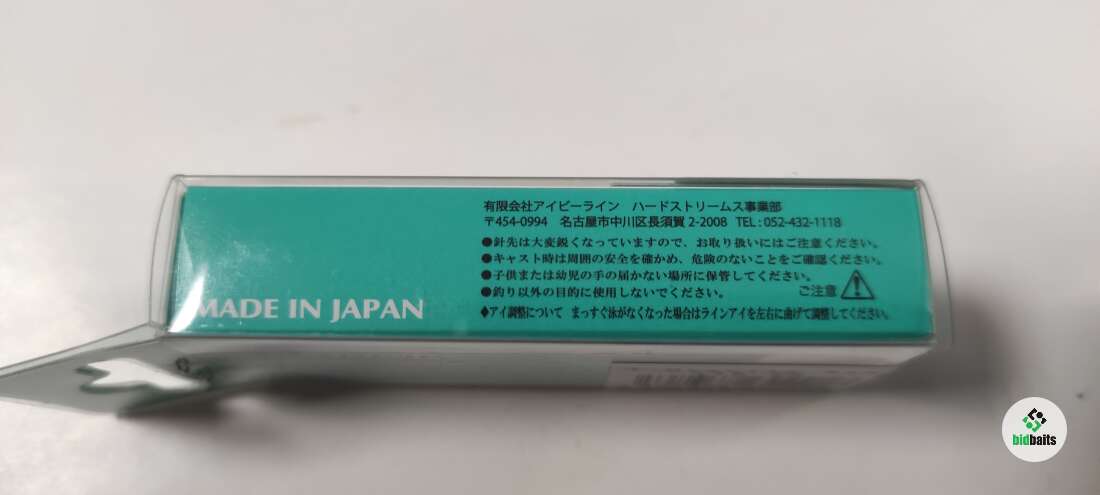 有限会社アイビーライン ハードストリームス事業部
〒454-0994 名古屋市中川区長須賀 2-2008 TEL : 052-432-1118
●針先は大変鋭くなっていますので、お取り扱いにはご注意ください。
●キャスト時は周囲の安全を確かめ、危険のないことをご確認ください。
●子供または幼児の手の届かない場所に保管してください。
●釣り以外の目的に使用しないでください。
ご注意
♦アイ調整について まっすぐ泳がなくなった場合はラインアイを左右に曲げて調整してください。
MADE IN JAPAN
bidbaits